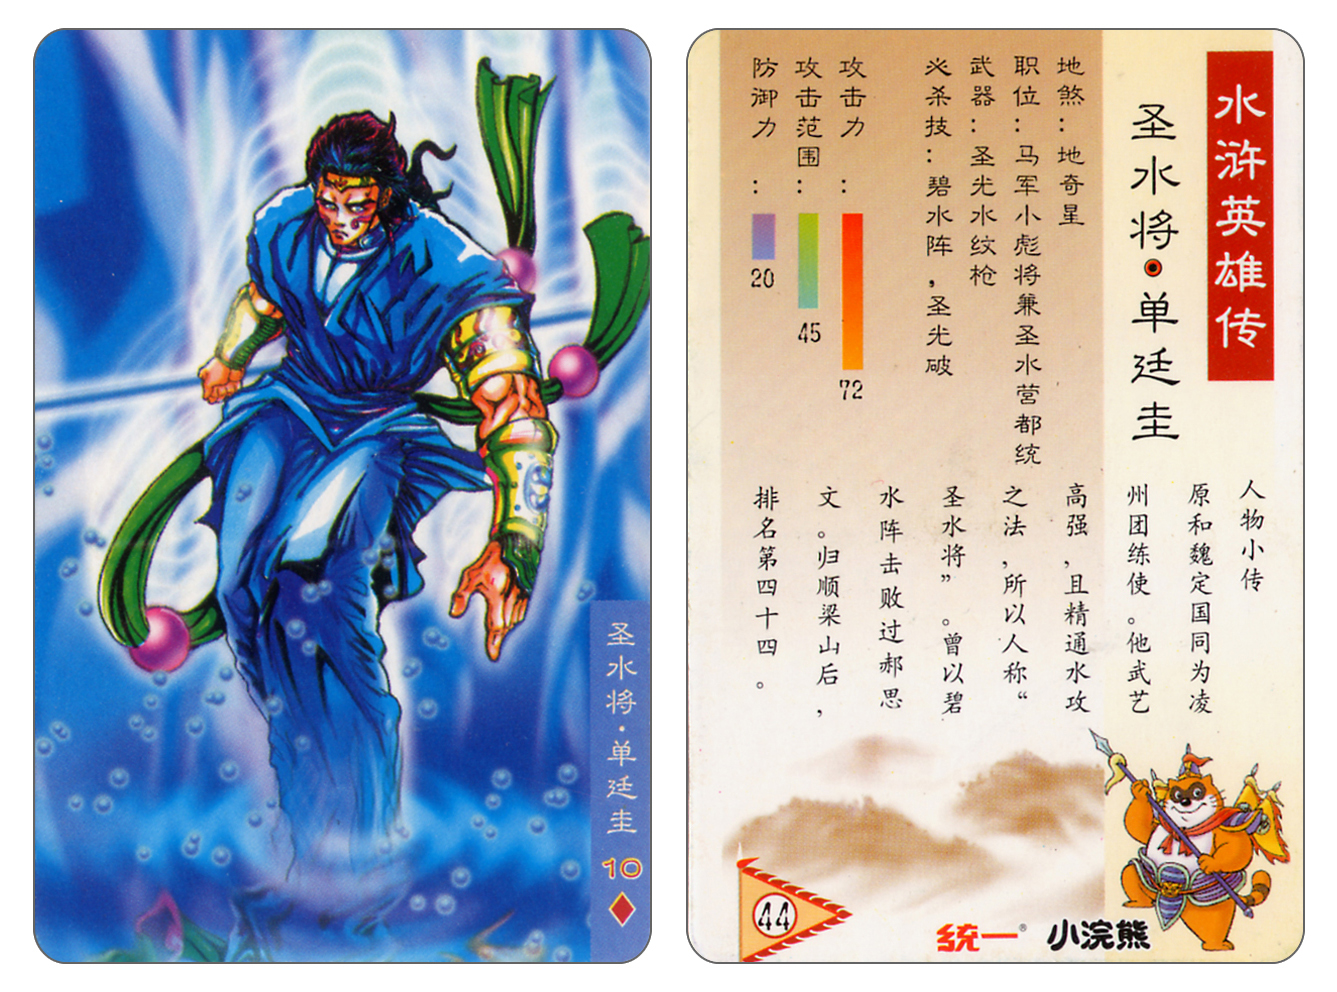 圣水将·单廷圭
10
水浒英雄传
圣水将·单廷圭
地煞：地奇星
职位：马军小彪将兼圣水营都统
武器：圣光水纹枪
必杀技：碧水阵，圣光破
攻击力：
72
攻击范围：
45
防御力：
20
人物小传
原和魏定国同为凌
州团练使。他武艺
高强，且精通水攻
之法，所以人称“
圣水将”。曾以碧
水阵击败过郝思
文。归顺梁山后，
排名第四十四。
44
统一®
小浣熊